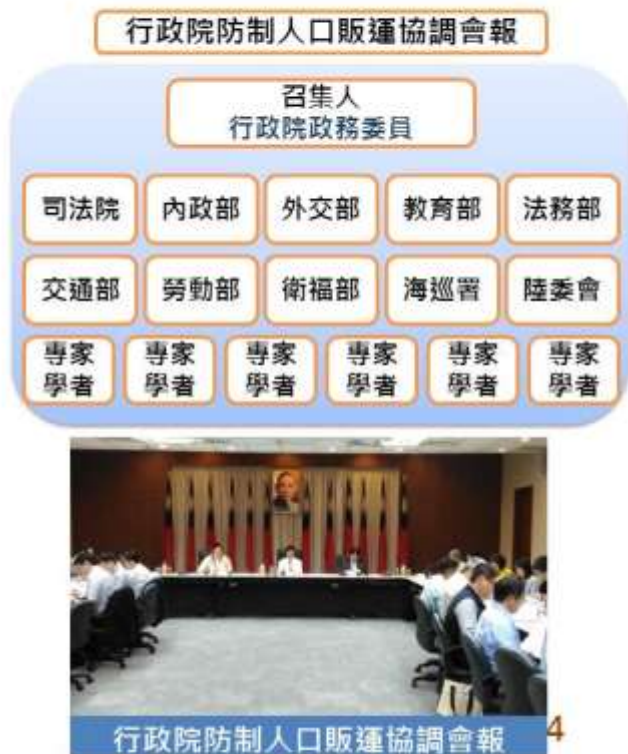 行政院防制人口販運協調會報
召集人
行政院政務委員
司法院 內政部 外交部 教育部 法務部
交通部 勞動部 衛福部 海巡署 陸委會
專家 專家 專家 專家 專家 專家
學者 學者 學者 學者 學者 學者
行政院防制人口販運協調會報
4